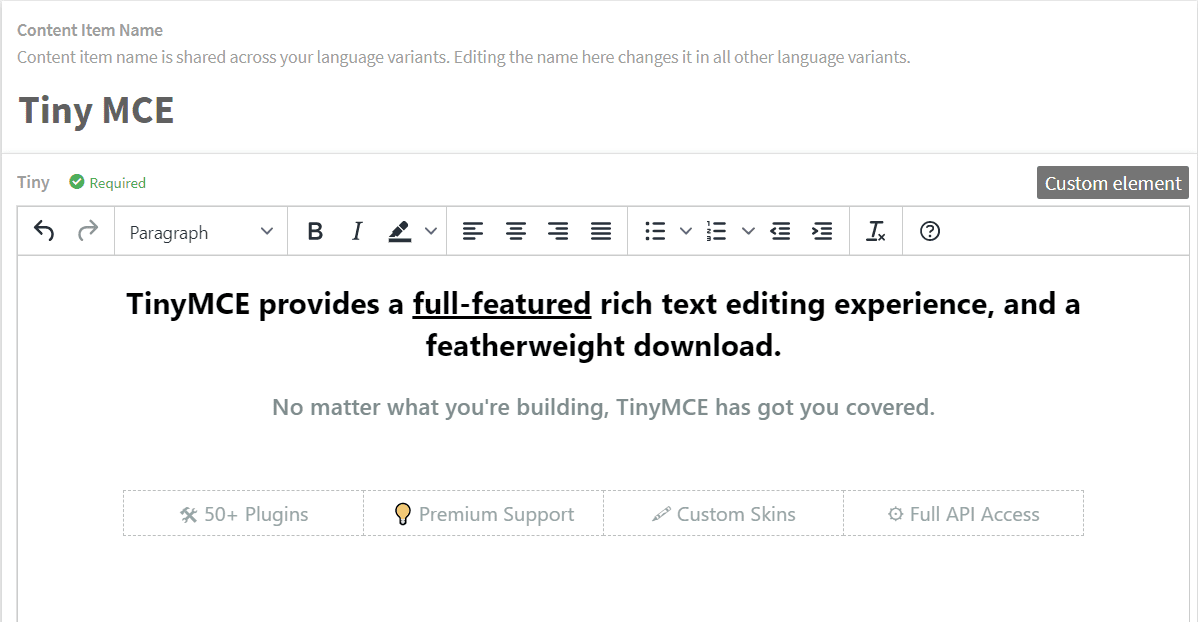 Content Item Name
Content item name is shared across your language variants. Editing the name here changes it in all other language variants.
Tiny MCE
Tiny Required Custom element
Paragraph B I
TinyMCE provides a full-featured rich text editing experience, and a
featherweight download.
No matter what you're building, TinyMCE has got you covered.
50+ Plugins Premium Support Custom Skins Full API Access